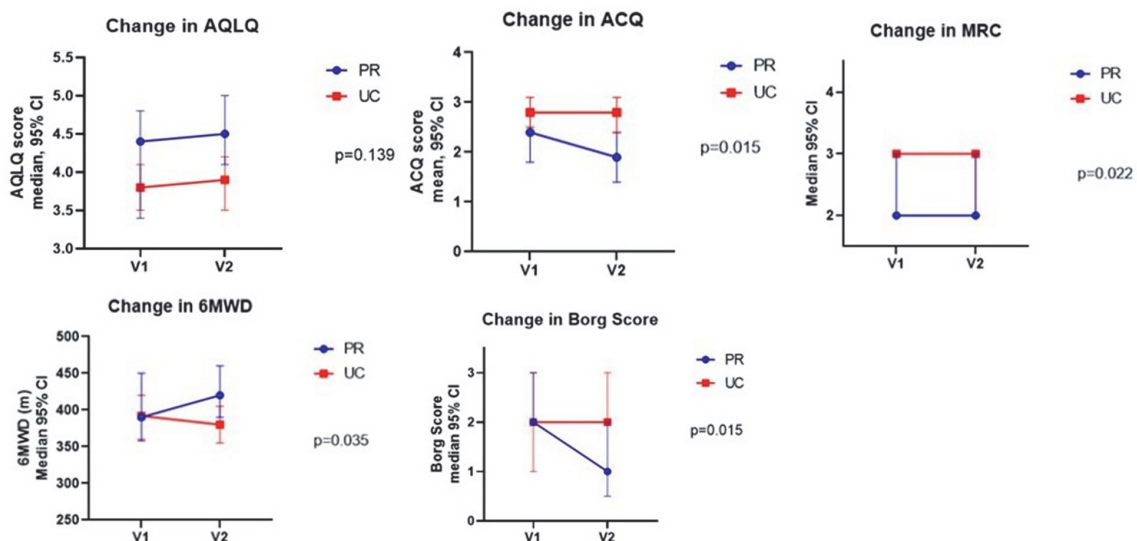 Change in AQLQ
AQLQ score
median, 95% CI
5.5
5.0
4.5
4.0
3.5
3.0
V1
V2
PR
UC
p=0.139
Change in ACQ
ACQ score
mean, 95% CI
4
3
2
1
0
V1
V2
PR
UC
p=0.015
Change in MRC
Median 95% CI
4
3
2
V1
V2
PR
UC
p=0.022
Change in 6MWD
6MWD (m)
Median 95% CI
500
450
400
350
300
250
V1
V2
PR
UC
p=0.035
Change in Borg Score
Borg Score
median 95% CI
3
2
1
0
V1
V2
PR
UC
p=0.015